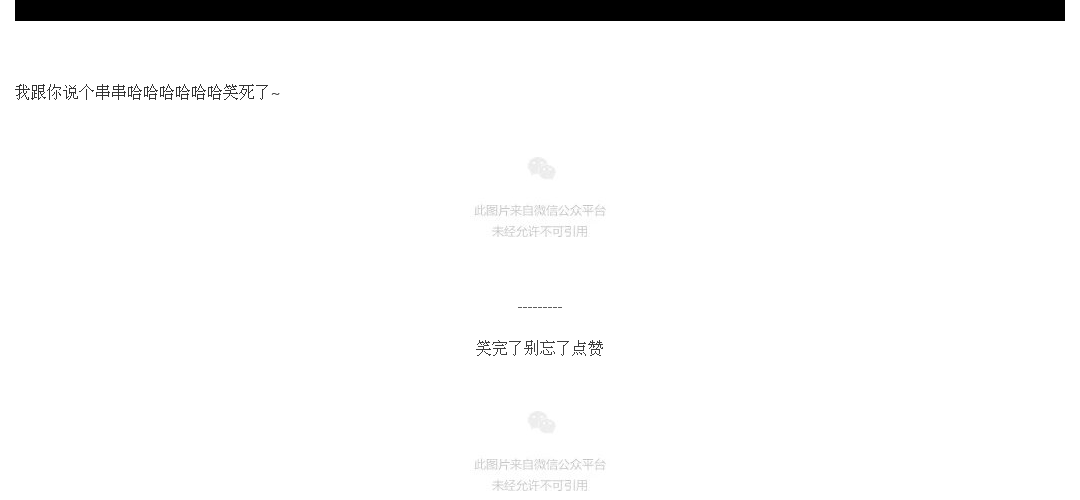 我跟你说个串串哈哈哈哈哈哈笑死了~
此图片来自微信公众平台
未经允许不可引用
---------
笑完了别忘了点赞
此图片来自微信公众平台
未经允许不可引用